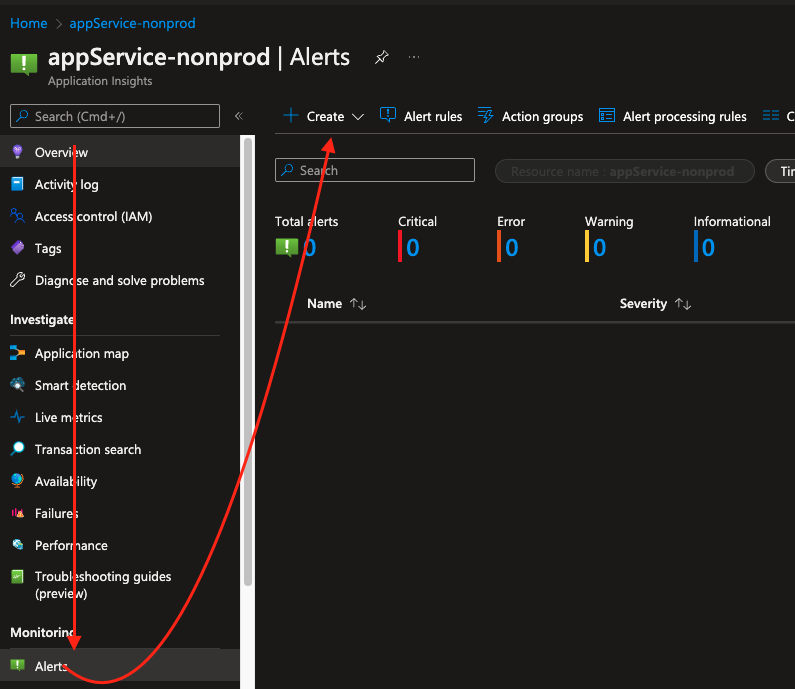 Home > appService-nonprod
appService-nonprod | Alerts
Application Insights
Search (Cmd+/)
«
Create
Alert rules
Action groups
Alert processing rules
Overview
Activity log
Access control (IAM)
Tags
Diagnose and solve problems
Investigate
Application map
Smart detection
Live metrics
Transaction search
Availability
Failures
Performance
Troubleshooting guides
(preview)
Monitoring
Alerts
Search
Resource name : appService-nonprod
Total alerts
0
Critical
0
Error
0
Warning
0
Informational
0
Name
Severity